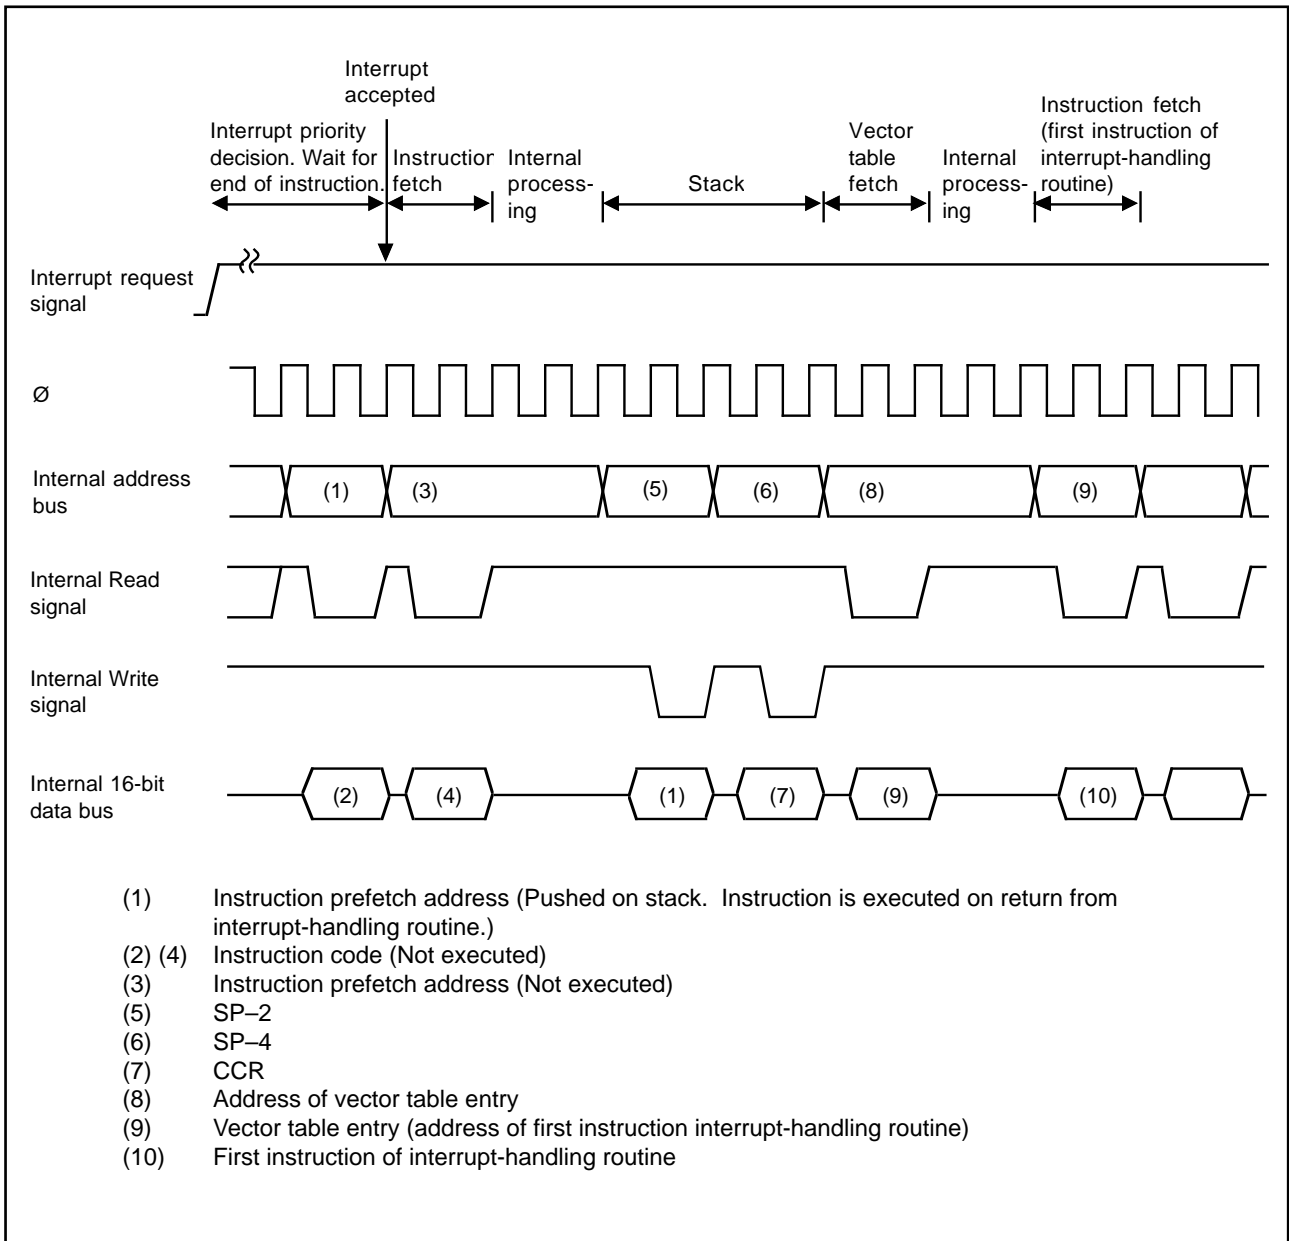 Interrupt
accepted
Interrupt priority
decision. Wait for
end of instruction.
Instruction
fetch
Internal
process-
ing
Stack
Vector
table
fetch
Internal
process-
ing
Instruction fetch
(first instruction of
interrupt-handling
routine)
Interrupt request
signal
Ø
Internal address
bus
(1) (3) (5) (6) (8) (9)
Internal Read
signal
Internal Write
signal
Internal 16-bit
data bus
(2) (4) (1) (7) (9) (10)
(1) Instruction prefetch address (Pushed on stack. Instruction is executed on return from
interrupt-handling routine.)
(2) (4) Instruction code (Not executed)
(3) Instruction prefetch address (Not executed)
(5) SP–2
(6) SP–4
(7) CCR
(8) Address of vector table entry
(9) Vector table entry (address of first instruction interrupt-handling routine)
(10) First instruction of interrupt-handling routine